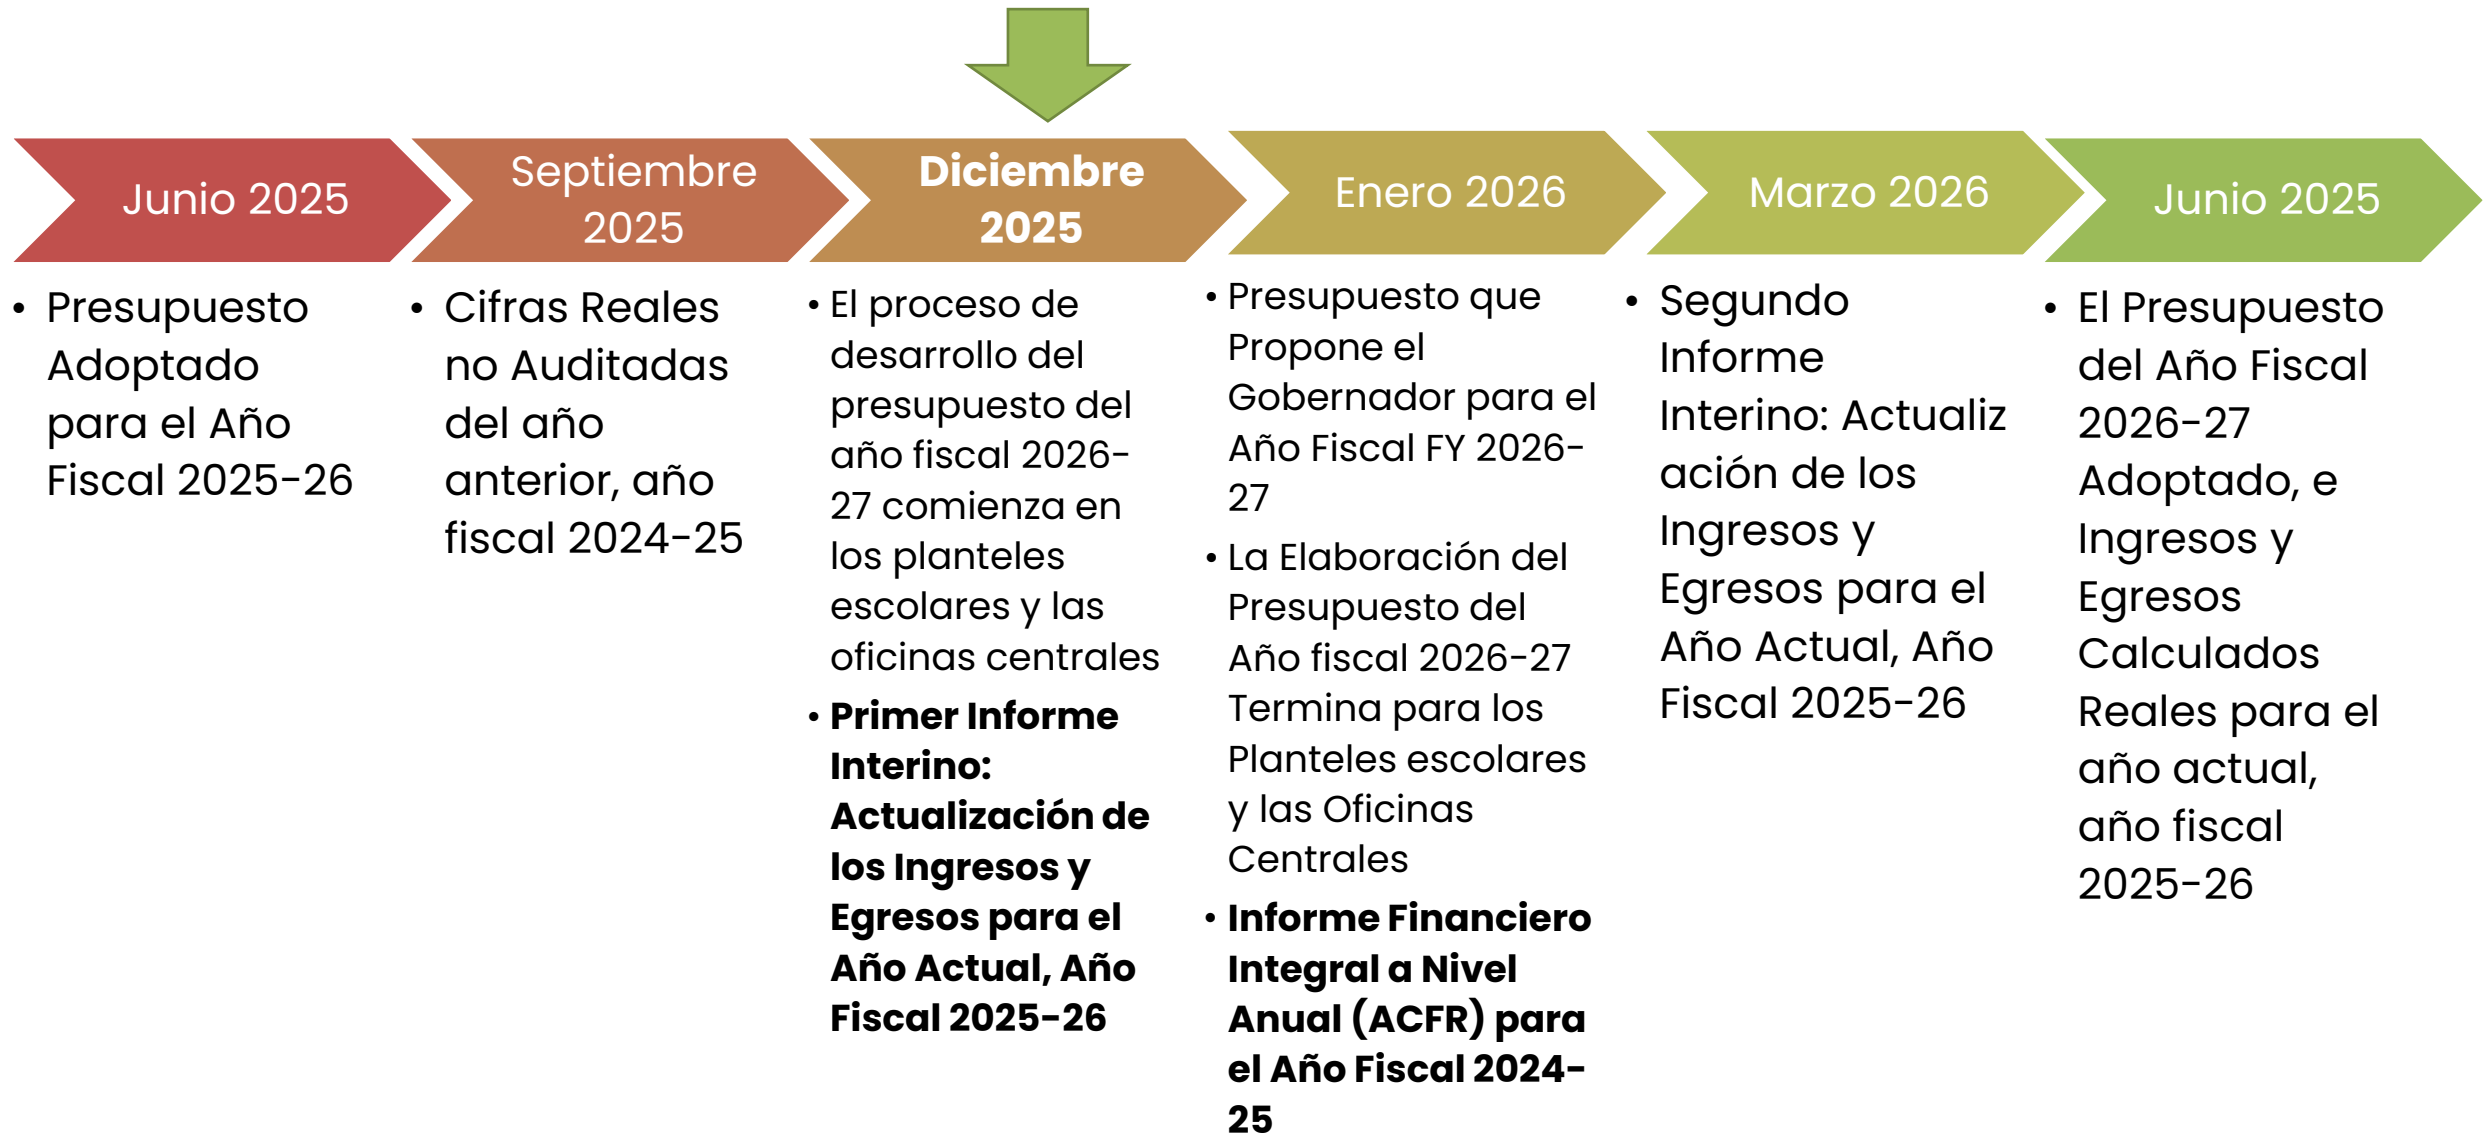 Junio 2025
Septiembre
2025
Diciembre
2025
Enero 2026
Marzo 2026
Junio 2025
• Presupuesto
Adoptado
para el Año
Fiscal 2025-26
• Cifras Reales
no Auditadas
del año
anterior, año
fiscal 2024-25
• El proceso de
desarrollo del
presupuesto del
año fiscal 2026-
27 comienza en
los planteles
escolares y las
oficinas centrales
• Primer Informe
Interino:
Actualización de
los Ingresos y
Egresos para el
Año Actual, Año
Fiscal 2025-26
• Presupuesto que
Propone el
Gobernador para el
Año Fiscal FY 2026-
27
• La Elaboración del
Presupuesto del
Año fiscal 2026-27
Termina para los
Planteles escolares
y las Oficinas
Centrales
• Informe Financiero
Integral a Nivel
Anual (ACFR) para
el Año Fiscal 2024-
25
• Segundo
Informe
Interino: Actualiz
ación de los
Ingresos y
Egresos para el
Año Actual, Año
Fiscal 2025-26
• El Presupuesto
del Año Fiscal
2026-27
Adoptado, e
Ingresos y
Egresos
Calculados
Reales para el
año actual,
año fiscal
2025-26